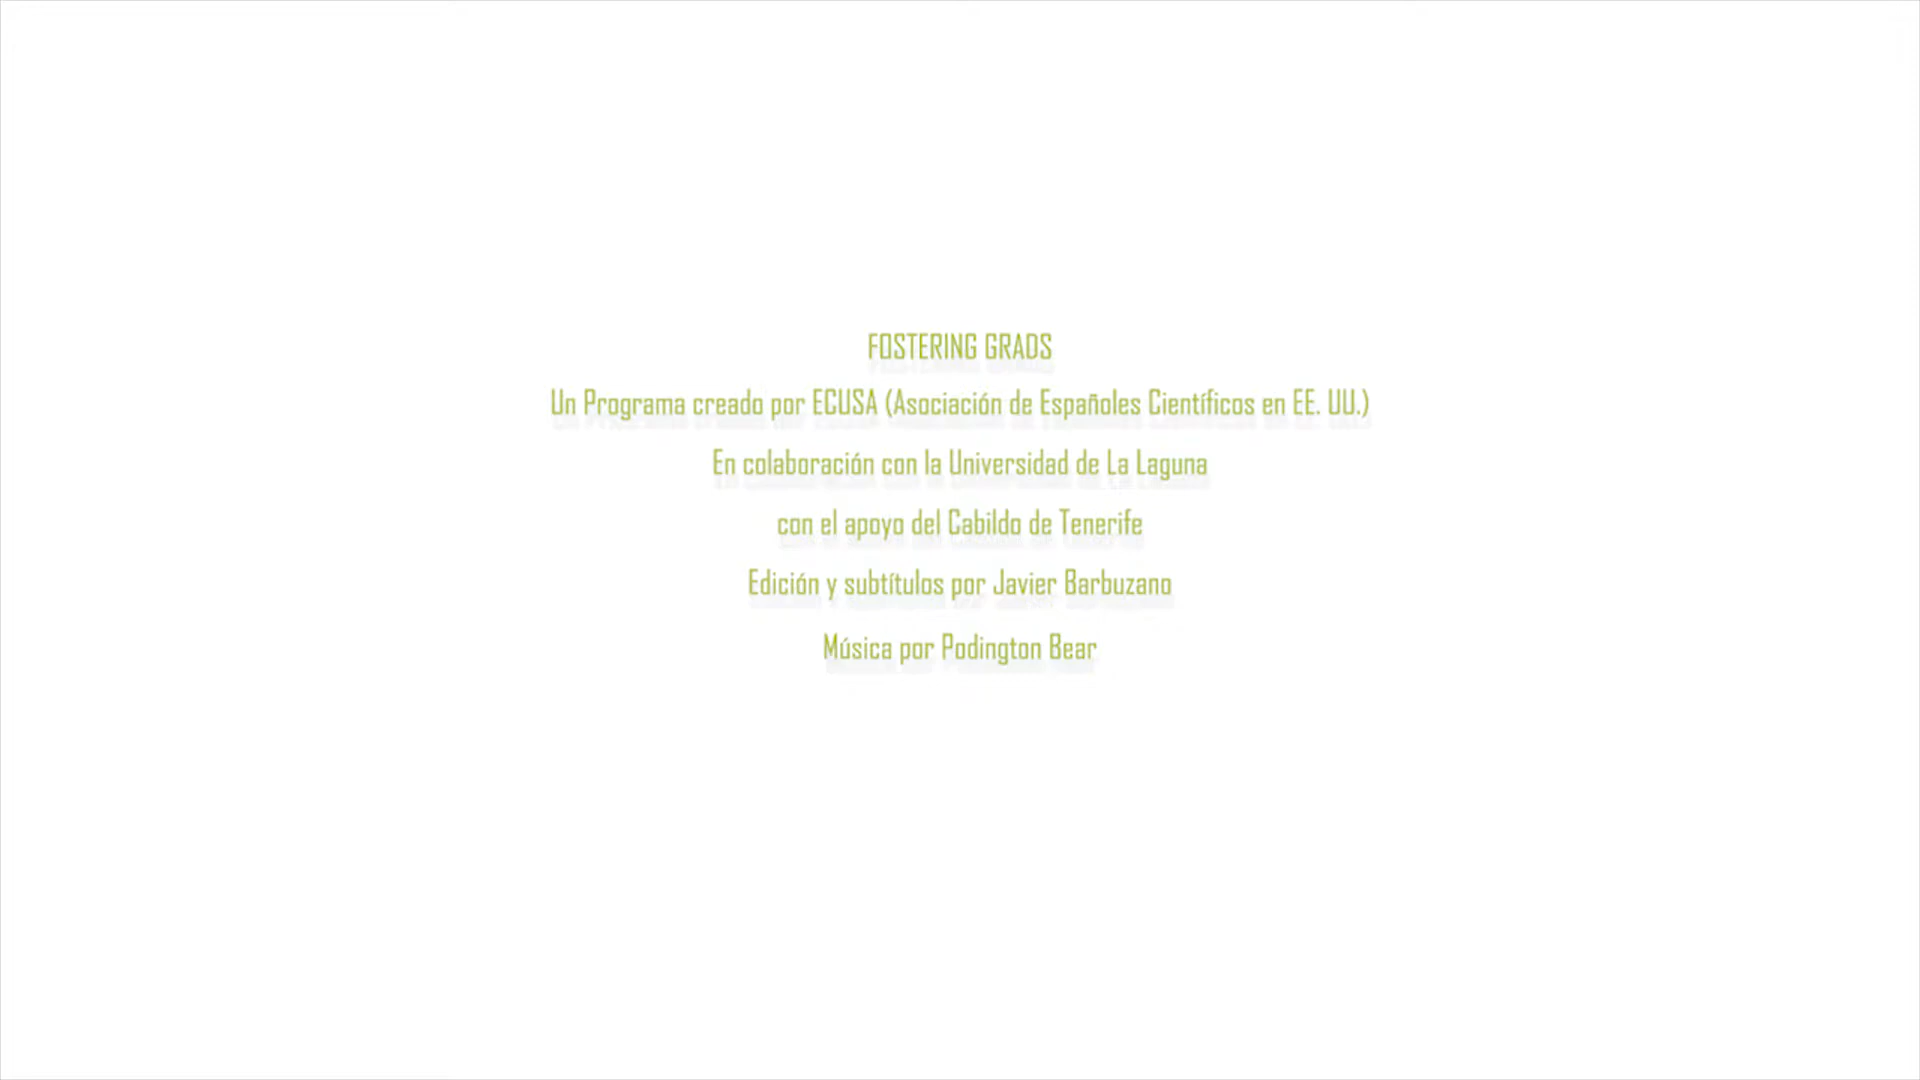 FOSTERING GRADS
Un Programa creado por ECUSA (Asociación de Españoles Científicos en EE. UU.)
En colaboración con la Universidad de La Laguna
con el apoyo del Cabildo de Tenerife
Edición y subtítulos por Javier Barbuzano
Música por Podington Bear